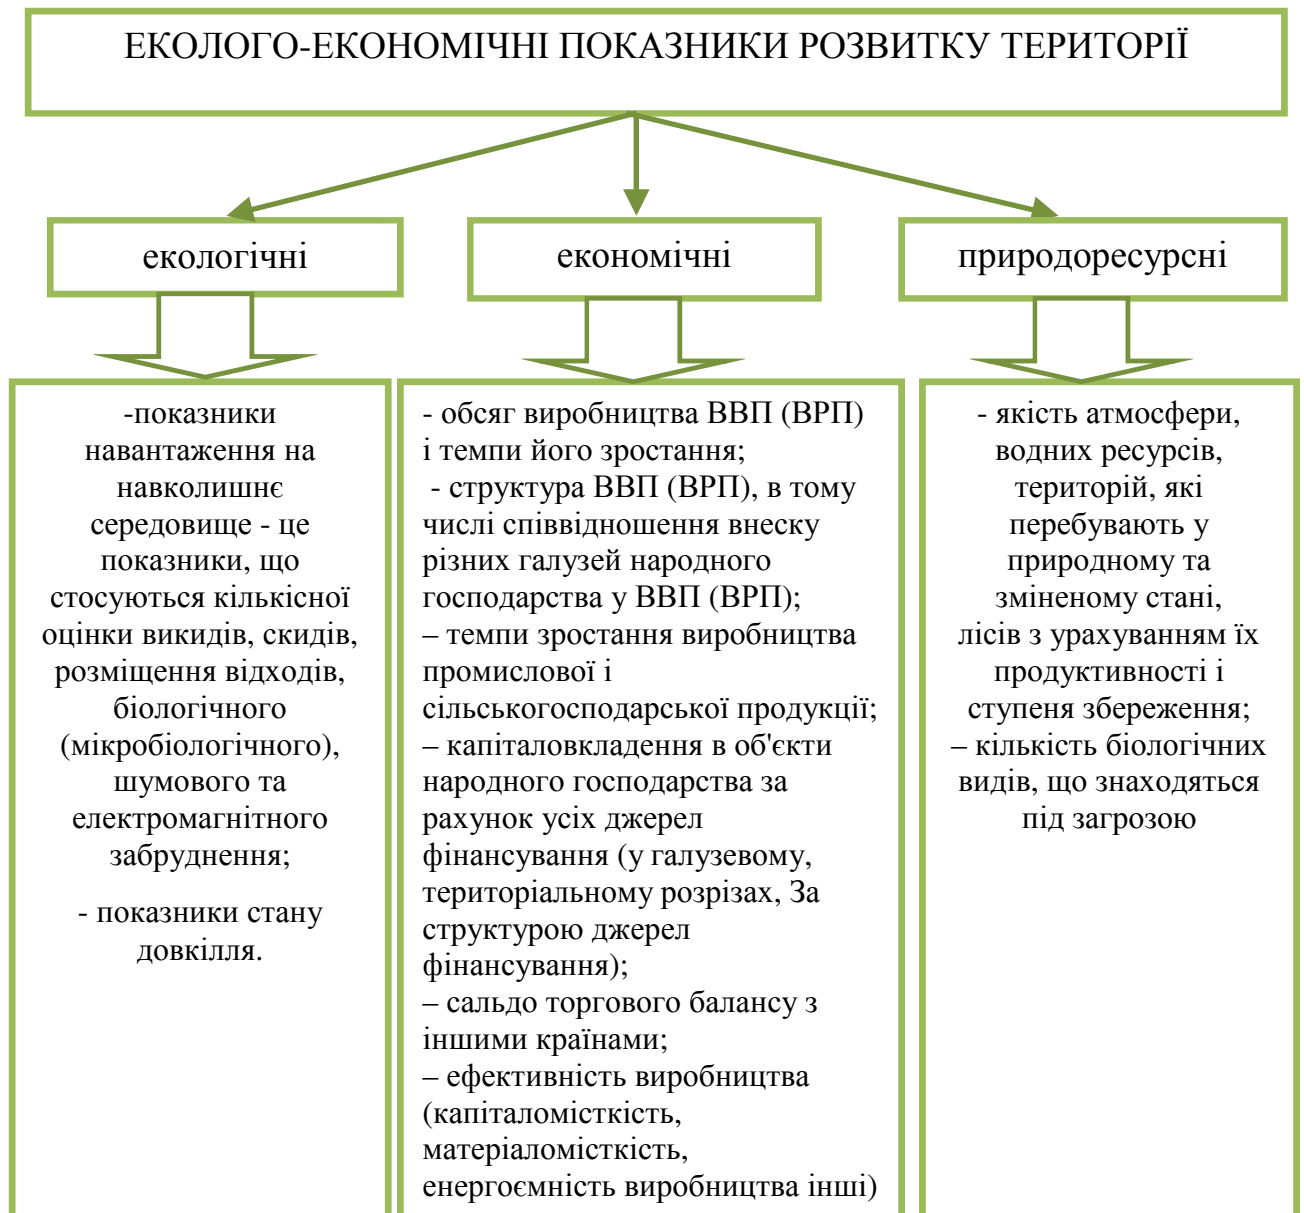 ЕКОЛОГО-ЕКОНОМІЧНІ ПОКАЗНИКИ РОЗВИТКУ ТЕРИТОРІЇ
екологічні
економічні
природоресурсні
-показники
навантаження на
навколишнє
середовище - це
показники, що
стосуються кількісної
оцінки викидів, скидів,
розміщення відходів,
біологічного
(мікробіологічного),
шумового та
електромагнітного
забруднення;
- показники стану
довкілля.
- обсяг виробництва ВВП (ВРП)
і темпи його зростання;
- структура ВВП (ВРП), в тому
числі співвідношення внеску
різних галузей народного
господарства у ВВП (ВРП);
– темпи зростання виробництва
промислової і
сільськогосподарської продукції;
– капіталовкладення в об'єкти
народного господарства за
рахунок усіх джерел
фінансування (у галузевому,
територіальному розрізах, За
структурою джерел
фінансування);
– сальдо торгового балансу з
іншими країнами;
– ефективність виробництва
(капіталомісткість,
матеріаломісткість,
енергоємність виробництва інші)
- якість атмосфери,
водних ресурсів,
територій, які
перебувають у
природному та
зміненому стані,
лісів з урахуванням їх
продуктивності і
ступеня збереження;
– кількість біологічних
видів, що знаходяться
під загрозою